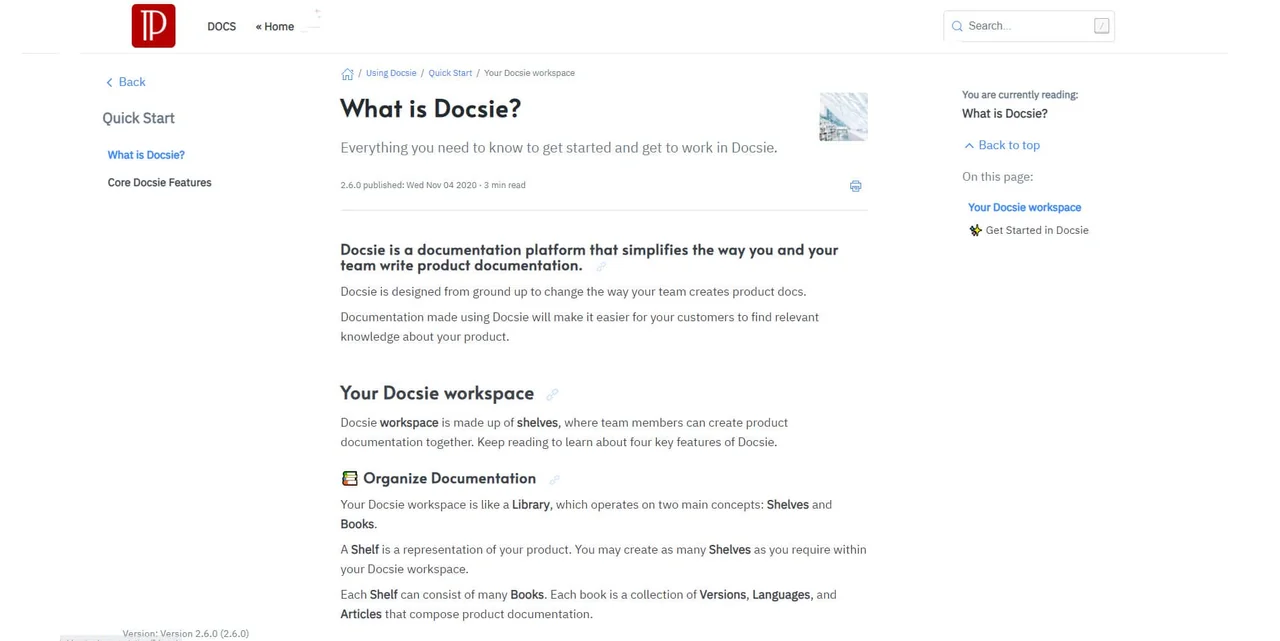 DOCS
« Home
Search...
/
Back
Quick Start
What is Docsie?
Core Docsie Features
/ Using Docsie / Quick Start / Your Docsie workspace
What is Docsie?
Everything you need to know to get started and get to work in Docsie.
2.6.0 published: Wed Nov 04 2020 · 3 min read
Docsie is a documentation platform that simplifies the way you and your
team write product documentation.
Docsie is designed from ground up to change the way your team creates product docs.
Documentation made using Docsie will make it easier for your customers to find relevant
knowledge about your product.
Your Docsie workspace
Docsie workspace is made up of shelves, where team members can create product
documentation together. Keep reading to learn about four key features of Docsie.
Organize Documentation
Your Docsie workspace is like a Library, which operates on two main concepts: Shelves and
Books.
A Shelf is a representation of your product. You may create as many Shelves as you require within
your Docsie workspace.
Each Shelf can consist of many Books. Each book is a collection of Versions, Languages, and
Articles that compose product documentation.
You are currently reading:
What is Docsie?
Back to top
On this page:
Your Docsie workspace
Get Started in Docsie
Version: Version 2.6.0 (2.6.0)